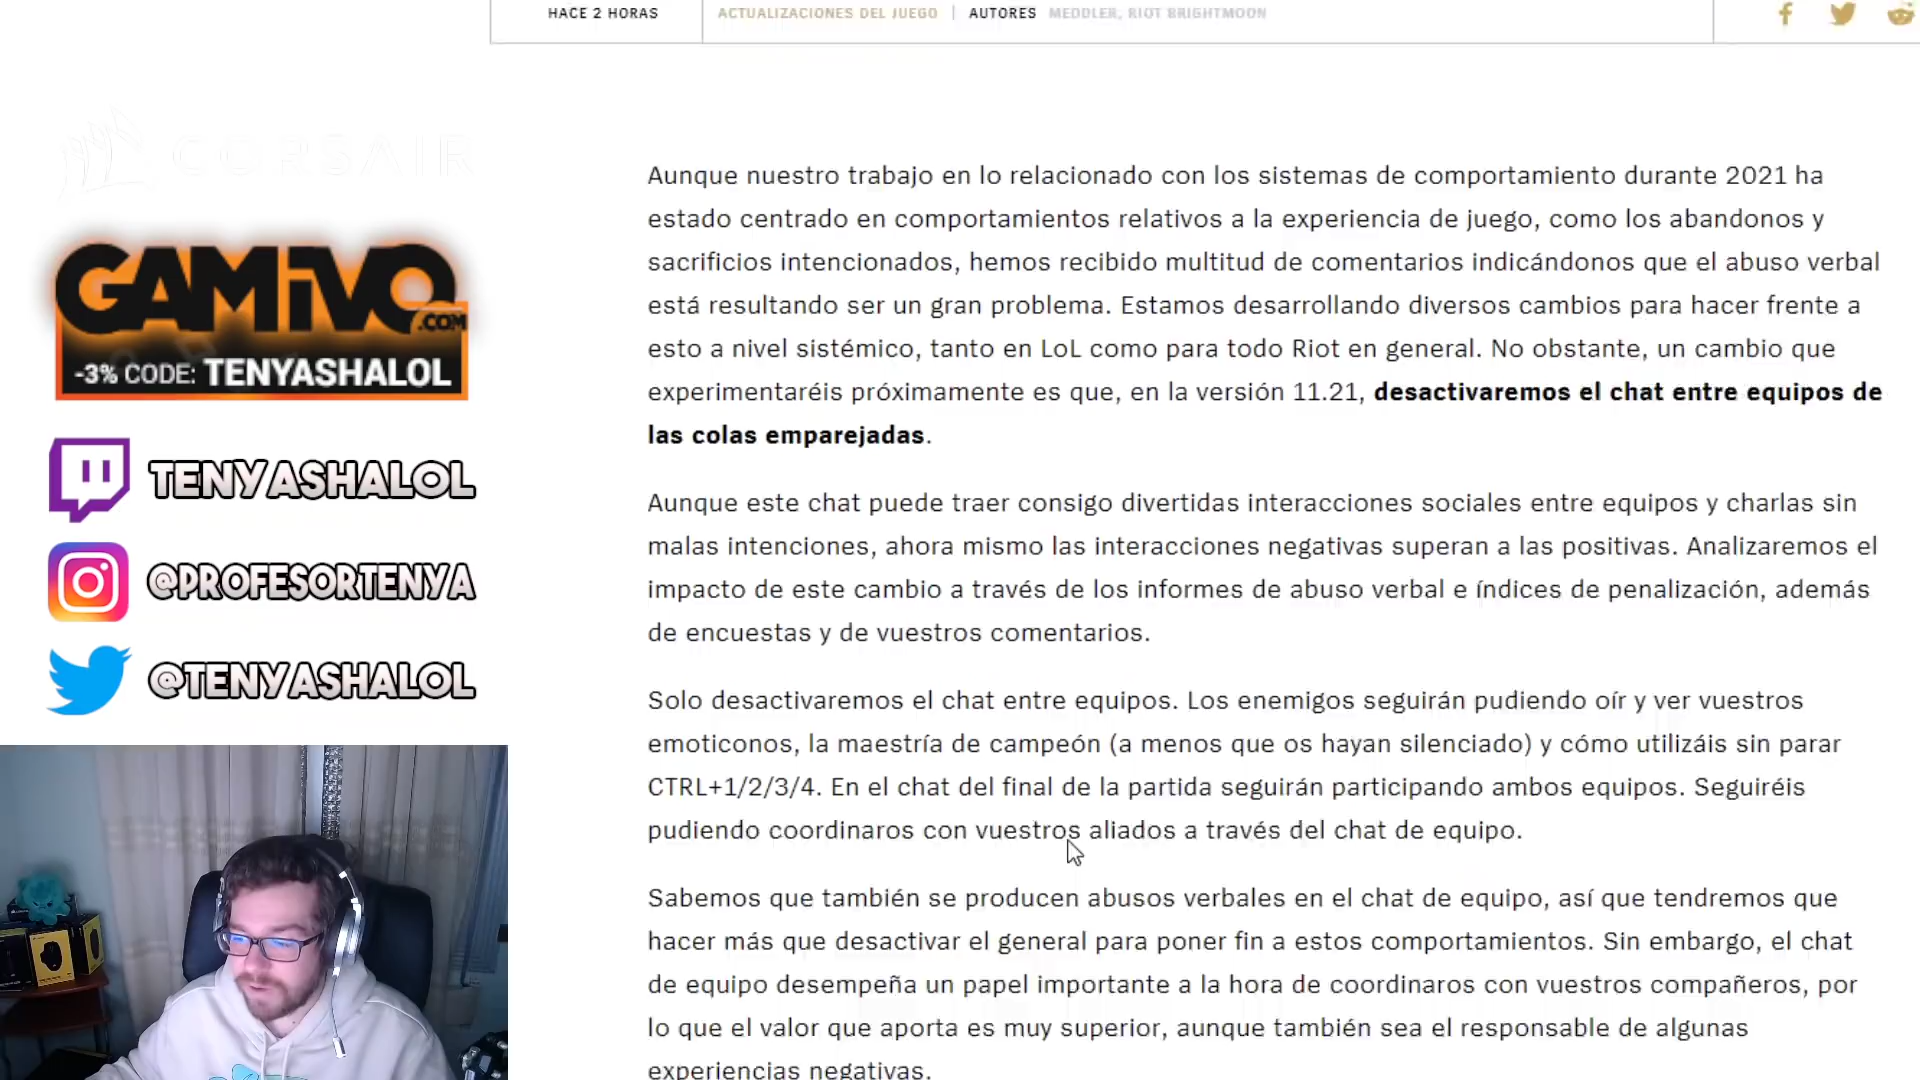 HACE 2 HORAS
ACTUALIZACIONES DEL JUEGO | AUTORES MEDDLER, RIOT BRIGHTMOON
CORSAIR
GAMIVO.COM
-3% CODE: TENYASHALOL
TENYASHALOL
@PROFESORTENYA
@TENYASHALOL
Aunque nuestro trabajo en lo relacionado con los sistemas de comportamiento durante 2021 ha
estado centrado en comportamientos relativos a la experiencia de juego, como los abandonos y
sacrificios intencionados, hemos recibido multitud de comentarios indicándonos que el abuso verbal
está resultando ser un gran problema. Estamos desarrollando diversos cambios para hacer frente a
esto a nivel sistémico, tanto en LoL como para todo Riot en general. No obstante, un cambio que
experimentaréis próximamente es que, en la versión 11.21, desactivaremos el chat entre equipos de
las colas emparejadas.
Aunque este chat puede traer consigo divertidas interacciones sociales entre equipos y charlas sin
malas intenciones, ahora mismo las interacciones negativas superan a las positivas. Analizaremos el
impacto de este cambio a través de los informes de abuso verbal e índices de penalización, además
de encuestas y de vuestros comentarios.
Solo desactivaremos el chat entre equipos. Los enemigos seguirán pudiendo oír y ver vuestros
emoticonos, la maestría de campeón (a menos que os hayan silenciado) y cómo utilizáis sin parar
CTRL+1/2/3/4. En el chat del final de la partida seguirán participando ambos equipos. Seguiréis
pudiendo coordinaros con vuestros aliados a través del chat de equipo.
Sabemos que también se producen abusos verbales en el chat de equipo, así que tendremos que
hacer más que desactivar el general para poner fin a estos comportamientos. Sin embargo, el chat
de equipo desempeña un papel importante a la hora de coordinaros con vuestros compañeros, por
lo que el valor que aporta es muy superior, aunque también sea el responsable de algunas
experiencias negativas.